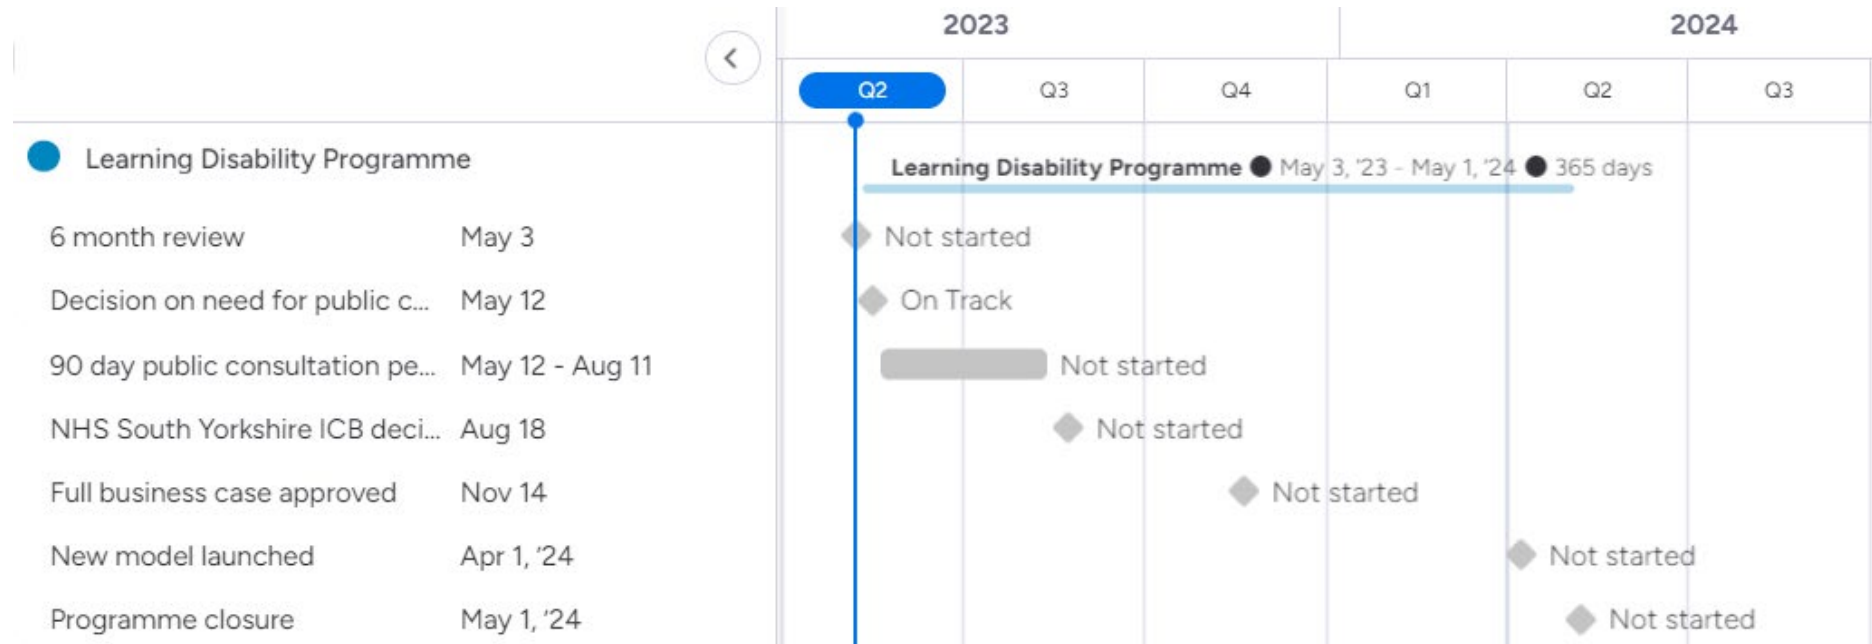 2023 2024
Q2 Q3 Q4 Q1 Q2 Q3
Learning Disability Programme
Learning Disability Programme ● May 3, '23 - May 1, '24 ● 365 days
6 month review May 3 Not started
Decision on need for public c... May 12 On Track
90 day public consultation pe... May 12 - Aug 11 Not started
NHS South Yorkshire ICB deci... Aug 18 Not started
Full business case approved Nov 14 Not started
New model launched Apr 1, '24 Not started
Programme closure May 1, '24 Not started